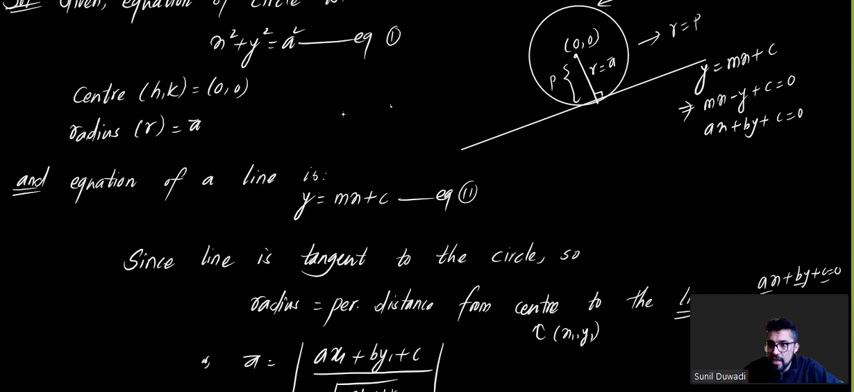 Sol Given, equation of circle
x²+y²=a² eq ①
Centre (h,k)=(0,0)
radius (r)=a
and equation of a line is:
y=mx+c eq ⑪
Since line is tangent to the circle, so
radius = per. distance from centre to the
(x₁,y₁)
a = | ax₁+by₁+c |
(0,0)
P { r=a
→ r=P
y=mx+c
⇒ mx-y+c=0
ax+by+c=0
ax+by+c=0
Sunil Duwadi